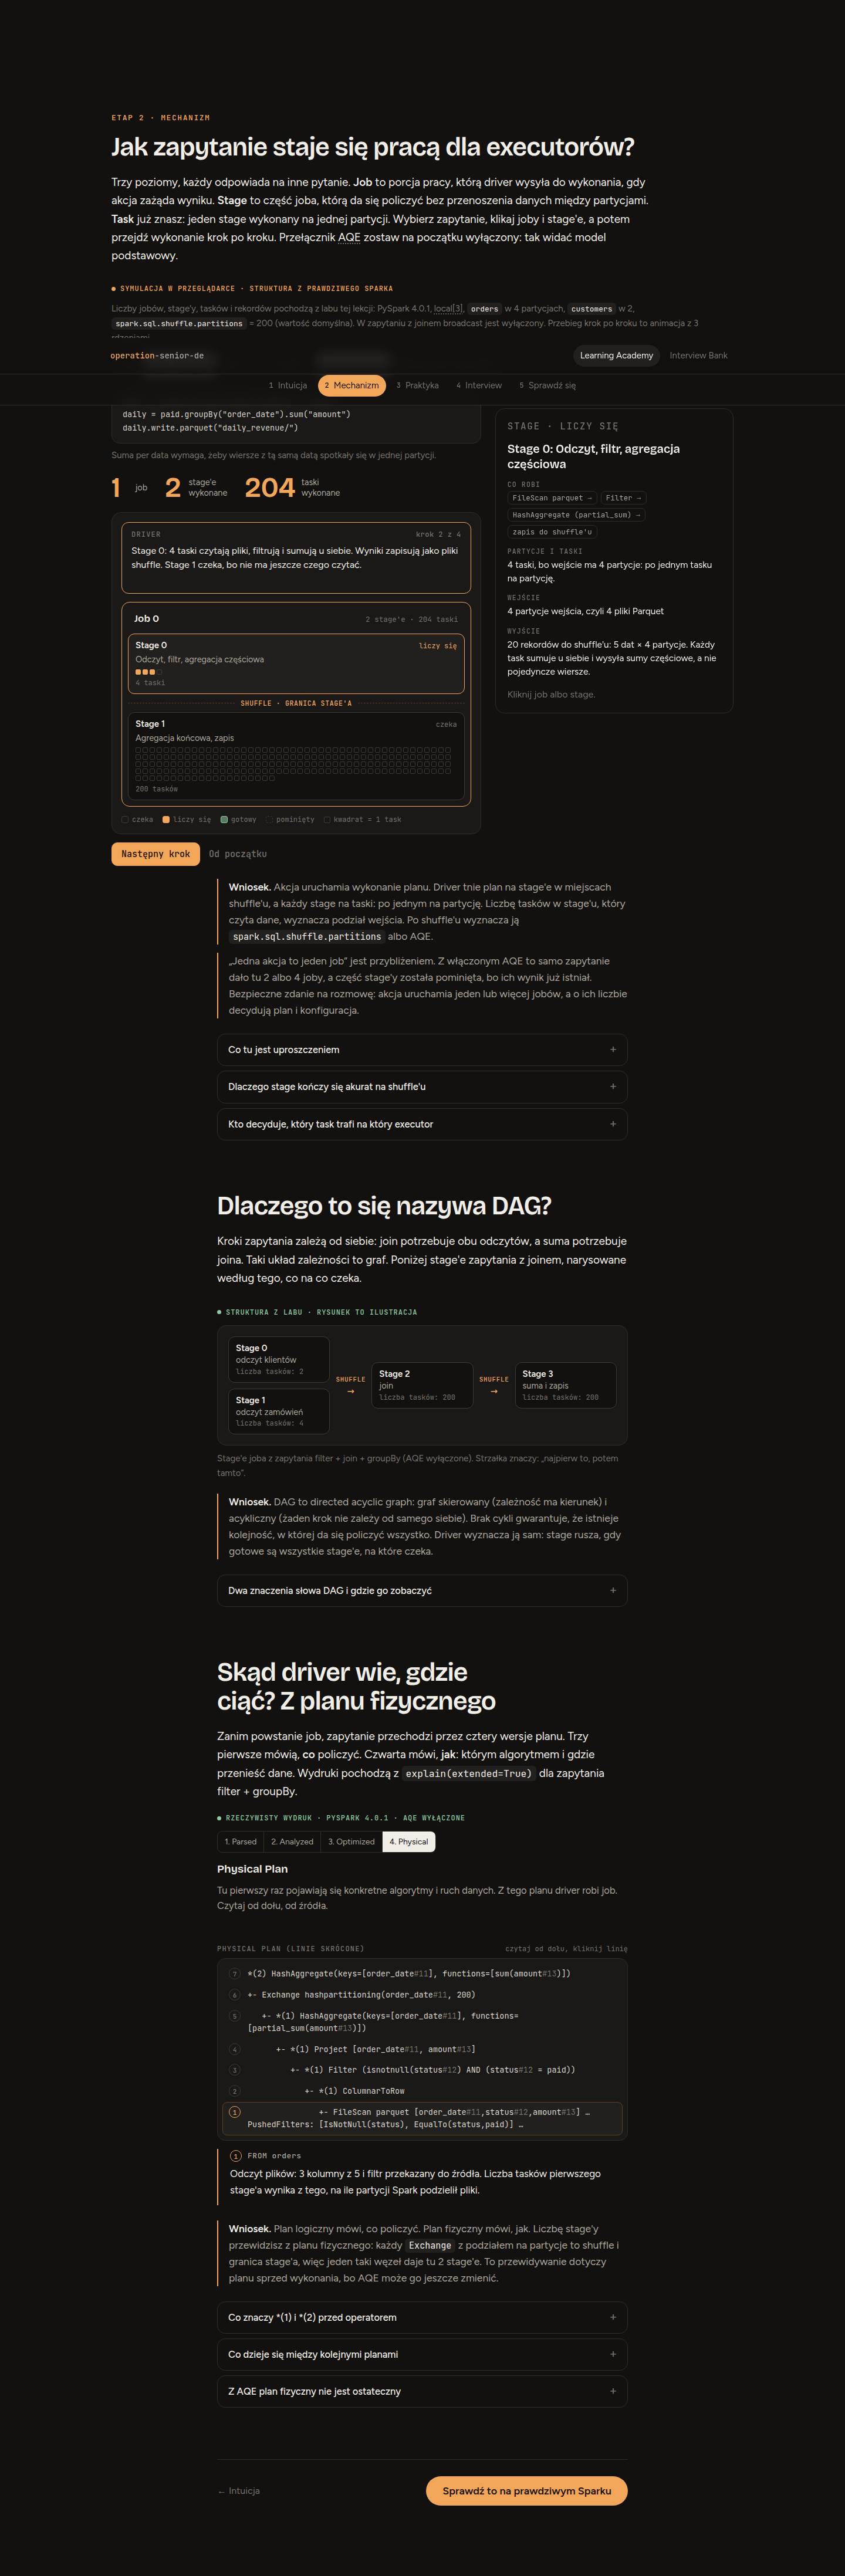 ETAP 2 · MECHANIZM
Jak zapytanie staje się pracą dla executorów?
Trzy poziomy, każdy odpowiada na inne pytanie. Job to porcja pracy, którą driver wysyła do wykonania, gdy
akcja zażąda wyniku. Stage to część joba, którą da się policzyć bez przenoszenia danych między partycjami.
Task już znasz: jeden stage wykonany na jednej partycji. Wybierz zapytanie, klikaj joby i stage'e, a potem
przejdź wykonanie krok po kroku. Przełącznik AQE zostaw na początku wyłączony: tak widać model
podstawowy.
SYMULACJA W PRZEGLĄDARCE · STRUKTURA Z PRAWDZIWEGO SPARKA
Liczby jobów, stage'y, tasków i rekordów pochodzą z labu tej lekcji: PySpark 4.0.1, local[3], orders w 4 partycjach, customers w 2,
spark.sql.shuffle.partitions = 200 (wartość domyślna). W zapytaniu z joinem broadcast jest wyłączony. Przebieg krok po kroku to animacja z 3
operation-senior-de
Learning Academy Interview Bank
1 Intuicja 2 Mechanizm 3 Praktyka 4 Interview 5 Sprawdź się
daily = paid.groupBy("order_date").sum("amount")
daily.write.parquet("daily_revenue/")
Suma per data wymaga, żeby wiersze z tą samą datą spotkały się w jednej partycji.
1 job 2 stage'e wykonane 204 taski wykonane
DRIVER krok 2 z 4
Stage 0: 4 taski czytają pliki, filtrują i sumują u siebie. Wyniki zapisują jako pliki
shuffle. Stage 1 czeka, bo nie ma jeszcze czego czytać.
Job 0 2 stage'e · 204 taski
Stage 0 liczy się
Odczyt, filtr, agregacja częściowa
4 taski
SHUFFLE · GRANICA STAGE'A
Stage 1 czeka
Agregacja końcowa, zapis
200 tasków
czeka liczy się gotowy pominięty kwadrat = 1 task
Następny krok Od początku
STAGE · LICZY SIĘ
Stage 0: Odczyt, filtr, agregacja
częściowa
CO ROBI
FileScan parquet → Filter →
HashAggregate (partial_sum) →
zapis do shuffle'u
PARTYCJE I TASKI
4 taski, bo wejście ma 4 partycje: po jednym tasku
na partycję.
WEJŚCIE
4 partycje wejścia, czyli 4 pliki Parquet
WYJŚCIE
20 rekordów do shuffle'u: 5 dat × 4 partycje. Każdy
task sumuje u siebie i wysyła sumy częściowe, a nie
pojedyncze wiersze.
Kliknij job albo stage.
Wniosek. Akcja uruchamia wykonanie planu. Driver tnie plan na stage'e w miejscach
shuffle'u, a każdy stage na taski: po jednym na partycję. Liczbę tasków w stage'u, który
czyta dane, wyznacza podział wejścia. Po shuffle'u wyznacza ją
spark.sql.shuffle.partitions albo AQE.
„Jedna akcja to jeden job” jest przybliżeniem. Z włączonym AQE to samo zapytanie
dało tu 2 albo 4 joby, a część stage'y została pominięta, bo ich wynik już istniał.
Bezpieczne zdanie na rozmowę: akcja uruchamia jeden lub więcej jobów, a o ich liczbie
decydują plan i konfiguracja.
Co tu jest uproszczeniem +
Dlaczego stage kończy się akurat na shuffle'u +
Kto decyduje, który task trafi na który executor +
Dlaczego to się nazywa DAG?
Kroki zapytania zależą od siebie: join potrzebuje obu odczytów, a suma potrzebuje
joina. Taki układ zależności to graf. Poniżej stage'e zapytania z joinem, narysowane
według tego, co na co czeka.
STRUKTURA Z LABU · RYSUNEK TO ILUSTRACJA
Stage 0
odczyt klientów
liczba tasków: 2
Stage 1
odczyt zamówień
liczba tasków: 4
SHUFFLE
→
Stage 2
join
liczba tasków: 200
SHUFFLE
→
Stage 3
suma i zapis
liczba tasków: 200
Stage'e joba z zapytania filter + join + groupBy (AQE wyłączone). Strzałka znaczy: „najpierw to, potem
tamto”.
Wniosek. DAG to directed acyclic graph: graf skierowany (zależność ma kierunek) i
acykliczny (żaden krok nie zależy od samego siebie). Brak cykli gwarantuje, że istnieje
kolejność, w której da się policzyć wszystko. Driver wyznacza ją sam: stage rusza, gdy
gotowe są wszystkie stage'e, na które czeka.
Dwa znaczenia słowa DAG i gdzie go zobaczyć +
Skąd driver wie, gdzie
ciąć? Z planu fizycznego
Zanim powstanie job, zapytanie przechodzi przez cztery wersje planu. Trzy
pierwsze mówią, co policzyć. Czwarta mówi, jak: którym algorytmem i gdzie
przenieść dane. Wydruki pochodzą z explain(extended=True) dla zapytania
filter + groupBy.
RZECZYWISTY WYDRUK · PYSPARK 4.0.1 · AQE WYŁĄCZONE
1. Parsed 2. Analyzed 3. Optimized 4. Physical
Physical Plan
Tu pierwszy raz pojawiają się konkretne algorytmy i ruch danych. Z tego planu driver robi job.
Czytaj od dołu, od źródła.
PHYSICAL PLAN (LINIE SKRÓCONE) czytaj od dołu, kliknij linię
7 *(2) HashAggregate(keys=[order_date#11], functions=[sum(amount#13)])
6 +- Exchange hashpartitioning(order_date#11, 200)
5 +- *(1) HashAggregate(keys=[order_date#11], functions=
[partial_sum(amount#13)])
4 +- *(1) Project [order_date#11, amount#13]
3 +- *(1) Filter (isnotnull(status#12) AND (status#12 = paid))
2 +- *(1) ColumnarToRow
1 +- FileScan parquet [order_date#11,status#12,amount#13] …
PushedFilters: [IsNotNull(status), EqualTo(status,paid)] …
1 FROM orders
Odczyt plików: 3 kolumny z 5 i filtr przekazany do źródła. Liczba tasków pierwszego
stage'a wynika z tego, na ile partycji Spark podzielił pliki.
Wniosek. Plan logiczny mówi, co policzyć. Plan fizyczny mówi, jak. Liczbę stage'y
przewidzisz z planu fizycznego: każdy Exchange z podziałem na partycje to shuffle i
granica stage'a, więc jeden taki węzeł daje tu 2 stage'e. To przewidywanie dotyczy
planu sprzed wykonania, bo AQE może go jeszcze zmienić.
Co znaczy *(1) i *(2) przed operatorem +
Co dzieje się między kolejnymi planami +
Z AQE plan fizyczny nie jest ostateczny +
← Intuicja
Sprawdź to na prawdziwym Sparku